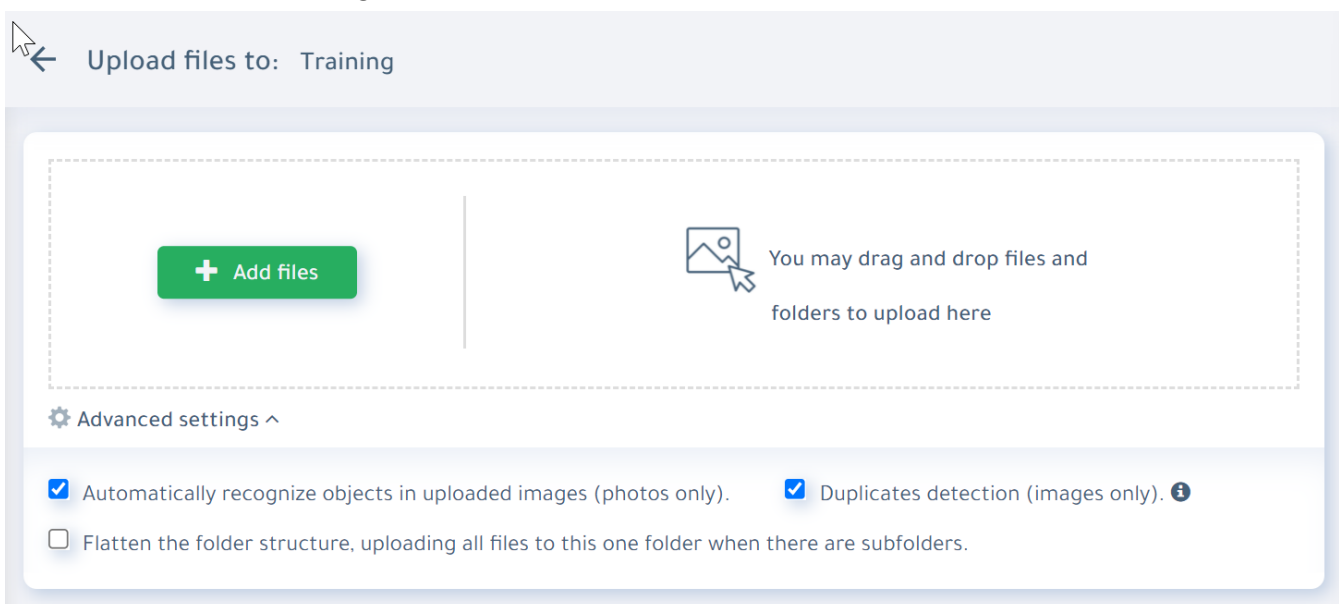 Upload files to: Training
Add files
You may drag and drop files and
folders to upload here
Advanced settings
Automatically recognize objects in uploaded images (photos only).
Duplicates detection (images only).
Flatten the folder structure, uploading all files to this one folder when there are subfolders.